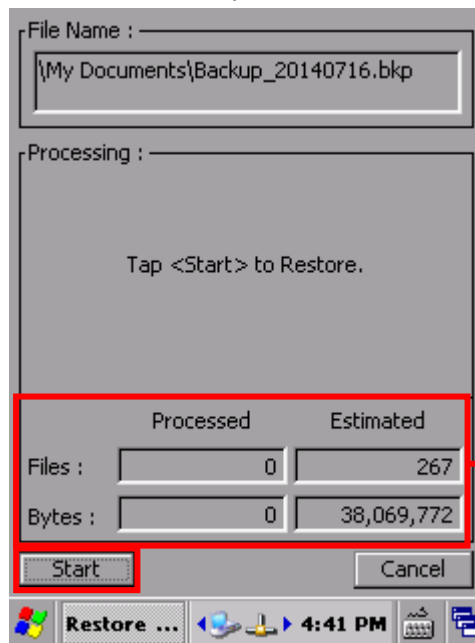 File Name :
\My Documents\Backup_20140716.bkp
Processing :
Tap <Start> to Restore.
Processed Estimated
Files : 0 267
Bytes : 0 38,069,772
Start Cancel
Restore ... 4:41 PM